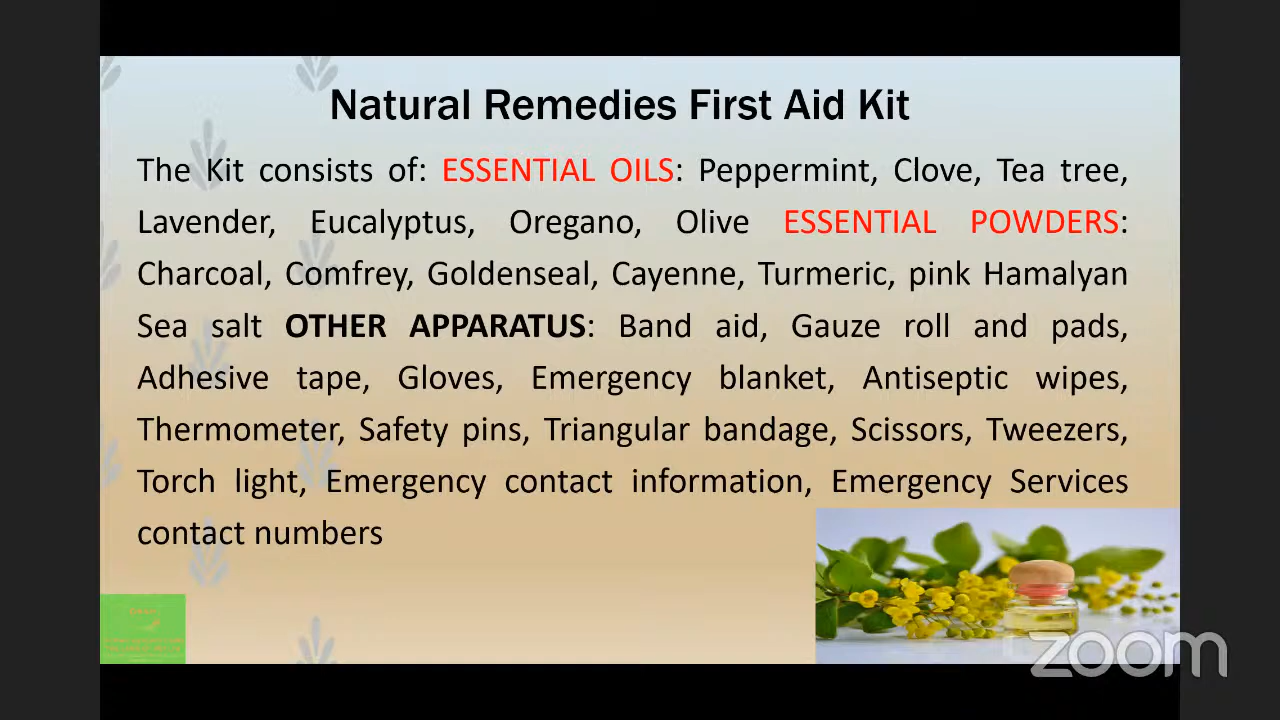 Natural Remedies First Aid Kit
The Kit consists of: ESSENTIAL OILS: Peppermint, Clove, Tea tree,
Lavender, Eucalyptus, Oregano, Olive ESSENTIAL POWDERS:
Charcoal, Comfrey, Goldenseal, Cayenne, Turmeric, pink Hamalyan
Sea salt OTHER APPARATUS: Band aid, Gauze roll and pads,
Adhesive tape, Gloves, Emergency blanket, Antiseptic wipes,
Thermometer, Safety pins, Triangular bandage, Scissors, Tweezers,
Torch light, Emergency contact information, Emergency Services
contact numbers
zoom